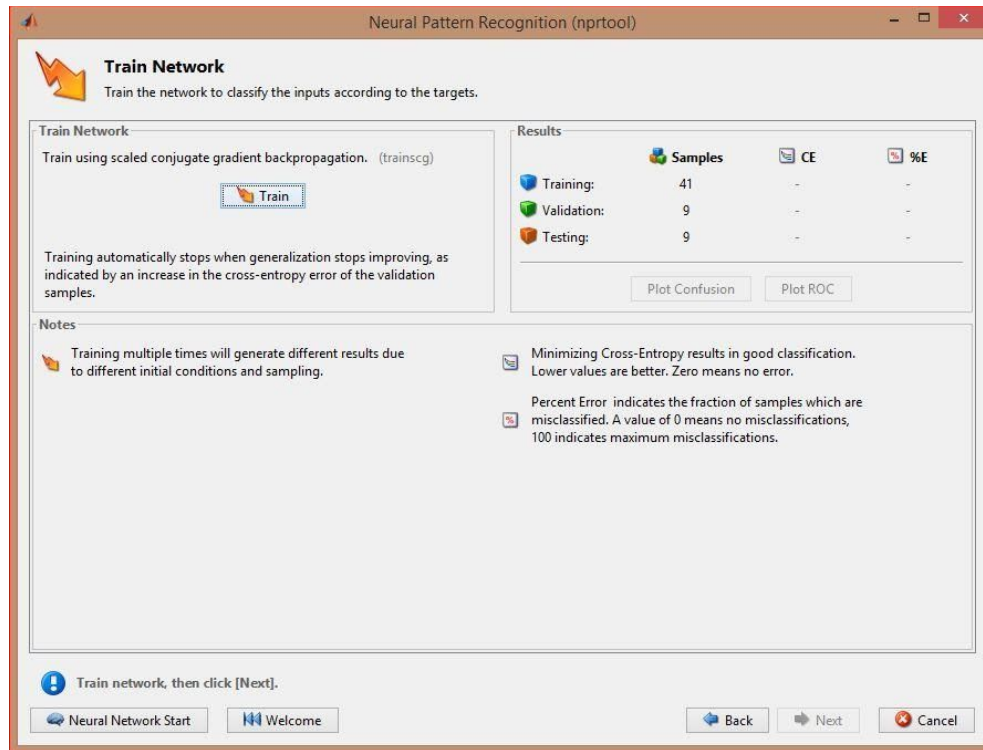 Neural Pattern Recognition (nprtool)
Train Network
Train the network to classify the inputs according to the targets.
Train Network
Train using scaled conjugate gradient backpropagation. (trainscg)
Train
Training automatically stops when generalization stops improving, as
indicated by an increase in the cross-entropy error of the validation
samples.
Results
Samples CE %E
Training: 41 - -
Validation: 9 - -
Testing: 9 - -
Plot Confusion Plot ROC
Notes
Training multiple times will generate different results due
to different initial conditions and sampling.
Minimizing Cross-Entropy results in good classification.
Lower values are better. Zero means no error.
% Percent Error indicates the fraction of samples which are
misclassified. A value of 0 means no misclassifications,
100 indicates maximum misclassifications.
Train network, then click [Next].
Neural Network Start Welcome Back Next Cancel